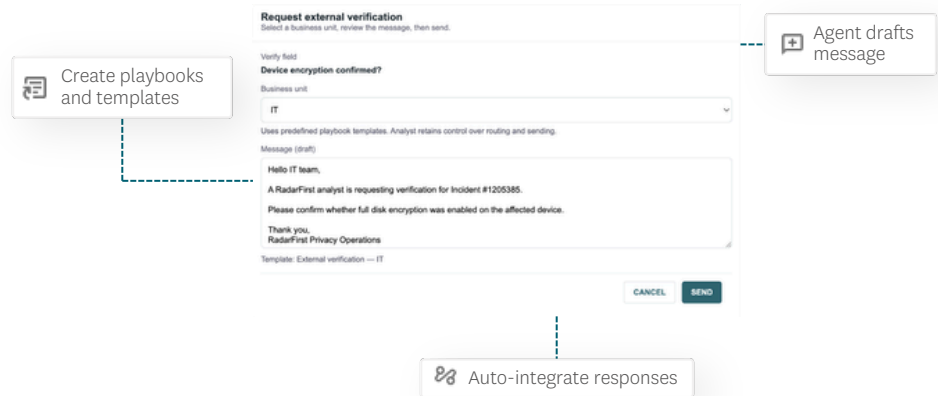 Request external verification
Select a business unit, review the message, then send.
Agent drafts
message
Verify field
Device encryption confirmed?
Create playbooks
and templates
Business unit
IT
Uses predefined playbook templates. Analyst retains control over routing and sending.
Message (draft)
Hello IT team,
A RadarFirst analyst is requesting verification for Incident #1205385.
Please confirm whether full disk encryption was enabled on the affected device.
Thank you,
RadarFirst Privacy Operations
Template: External verification — IT
CANCEL
SEND
Auto-integrate responses